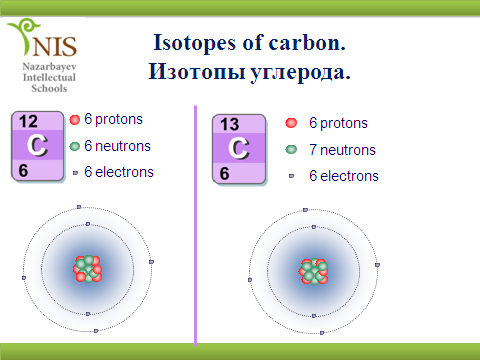 NIS
Nazarbayev
Intellectual
Schools
Isotopes of carbon.
Изотопы углерода.
12
C
6
6 protons
6 neutrons
6 electrons
13
C
6
6 protons
7 neutrons
6 electrons